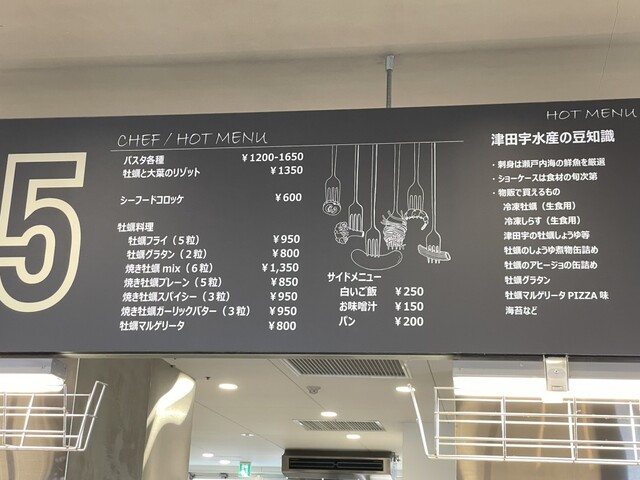 5
CHEF / HOT MENU
パスタ各種 ¥1200-1650
牡蠣と大葉のリゾット ¥1350
シーフードコロッケ ¥600
牡蠣料理
牡蠣フライ（5粒） ¥950
牡蠣グラタン（2粒） ¥800
焼き牡蠣 mix（6粒） ¥1,350
焼き牡蠣プレーン（5粒） ¥850
焼き牡蠣スパイシー（3粒） ¥950
焼き牡蠣ガーリックバター（3粒） ¥950
牡蠣マルゲリータ ¥800
サイドメニュー
白いご飯 ¥250
お味噌汁 ¥150
パン ¥200
HOT MENU
津田宇水産の豆知識
・刺身は瀬戸内海の鮮魚を厳選
・ショーケースは食材の旬次第
・物販で買えるもの
冷凍牡蠣（生食用）
冷凍しらす（生食用）
津田宇の牡蠣しょうゆ等
牡蠣のしょうゆ煮物缶詰め
牡蠣のアヒージョの缶詰め
牡蠣グラタン
牡蠣マルゲリータ PIZZA 味
海苔など